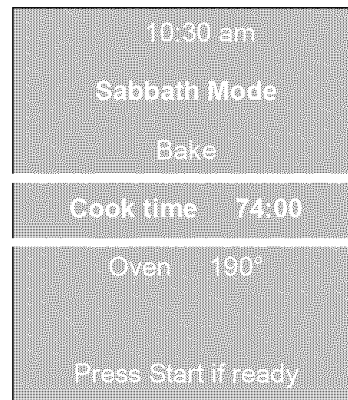 10:30 am
Sabbath Mode
Bake
Cook time 74:00
Oven 190°
Press Start if ready